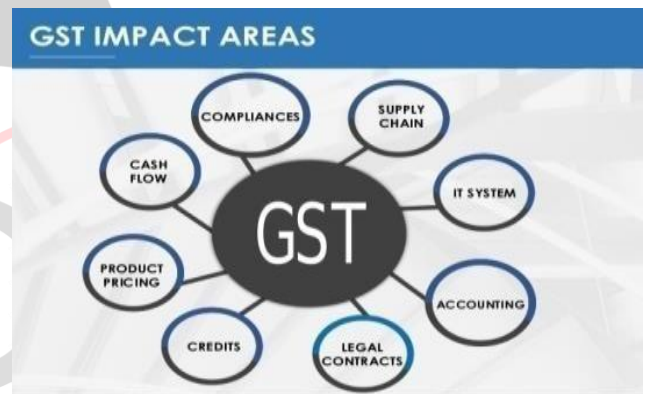 GST IMPACT AREAS
COMPLIANCES
SUPPLY
CHAIN
CASH
FLOW
IT SYSTEM
GST
PRODUCT
PRICING
ACCOUNTING
CREDITS
LEGAL
CONTRACTS